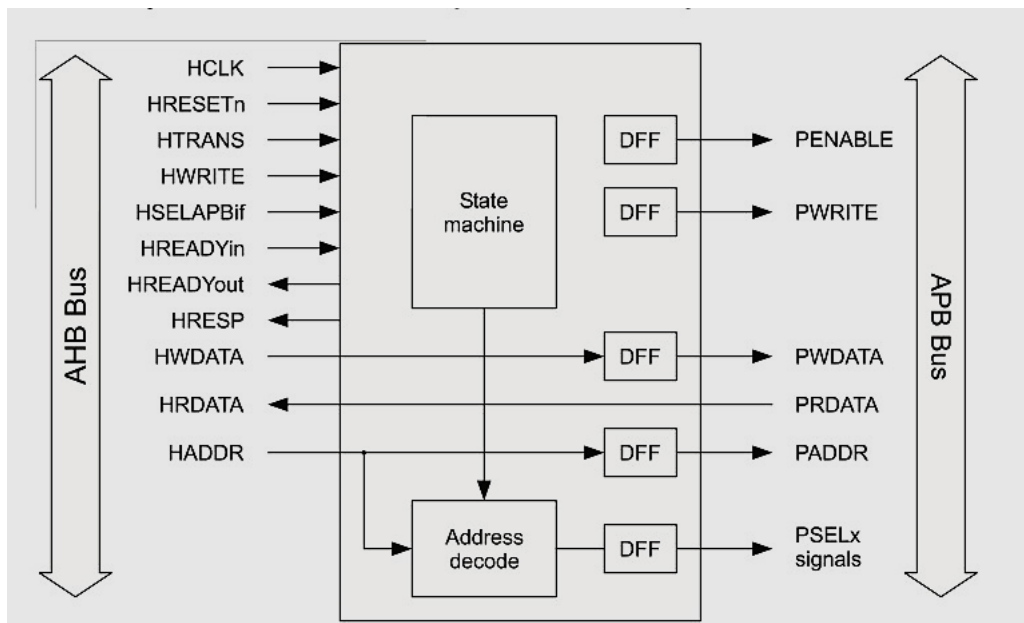 AHB Bus
HCLK
HRESETn
HTRANS
HWRITE
HSELAPBif
HREADYin
HREADYout
HRESP
HWDATA
HRDATA
HADDR
State
machine
Address
decode
DFF
DFF
DFF
DFF
DFF
PENABLE
PWRITE
PWDATA
PRDATA
PADDR
PSELx
signals
APB Bus